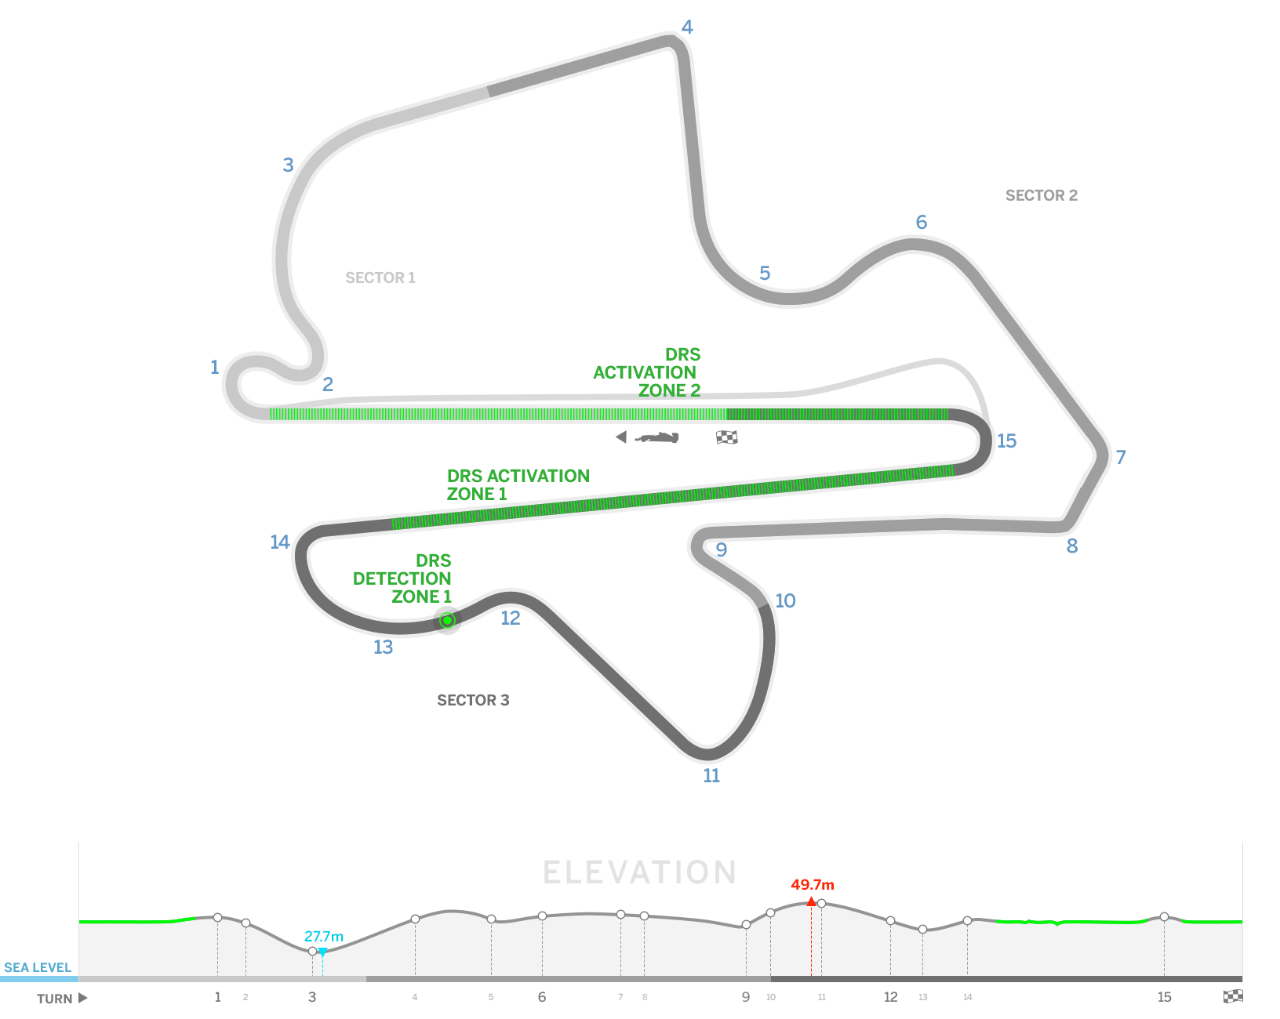 4
3
SECTOR 2
6
5
SECTOR 1
1
2
DRS
ACTIVATION
ZONE 2
15
7
DRS ACTIVATION
ZONE 1
14
9
8
DRS
DETECTION
ZONE 1
10
12
13
SECTOR 3
11
ELEVATION
49.7m
27.7m
SEA LEVEL
TURN 1 2 3 4 5 6 7 8 9 10 11 12 13 14 15